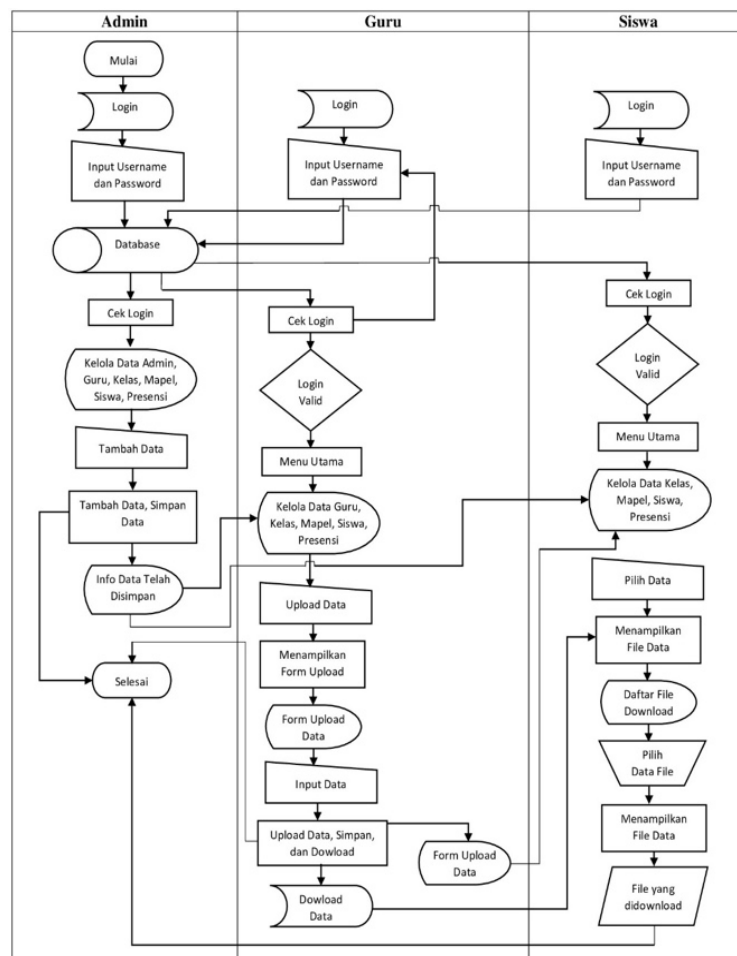 Admin
Guru
Siswa
Mulai
Login
Input Username
dan Password
Database
Cek Login
Kelola Data Admin,
Guru, Kelas, Mapel,
Siswa, Presensi
Tambah Data
Tambah Data, Simpan
Data
Info Data Telah
Disimpan
Selesai
Login
Input Username
dan Password
Cek Login
Login
Valid
Menu Utama
Kelola Data Guru,
Kelas, Mapel, Siswa,
Presensi
Upload Data
Menampilkan
Form Upload
Form Upload
Data
Input Data
Upload Data, Simpan,
dan Dowload
Form Upload
Data
Dowload
Data
Login
Input Username
dan Password
Cek Login
Login
Valid
Menu Utama
Kelola Data Kelas,
Mapel, Siswa,
Presensi
Pilih Data
Menampilkan
File Data
Daftar File
Download
Pilih
Data File
Menampilkan
File Data
File yang
didownload